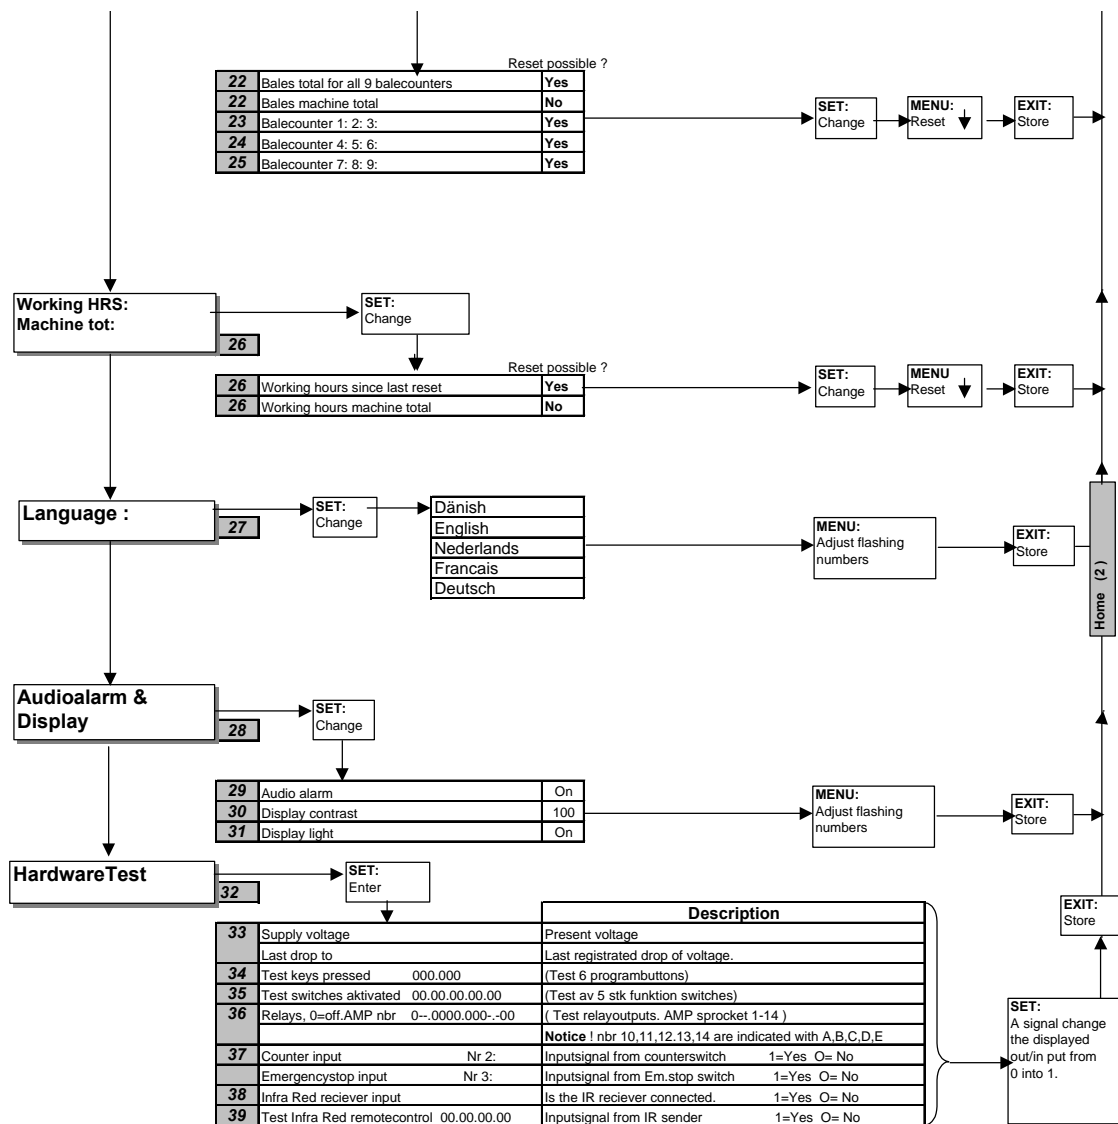 Reset possible ?
22 Bales total for all 9 balecounters Yes
22 Bales machine total No
23 Balecounter 1: 2: 3: Yes
24 Balecounter 4: 5: 6: Yes
25 Balecounter 7: 8: 9: Yes
SET:
Change
MENU:
Reset
EXIT:
Store
Working HRS:
Machine tot:
26
SET:
Change
Reset possible ?
26 Working hours since last reset Yes
26 Working hours machine total No
SET:
Change
MENU
Reset
EXIT:
Store
Language :
27
SET:
Change
Dänish
English
Nederlands
Francais
Deutsch
MENU:
Adjust flashing
numbers
EXIT:
Store
Home (2)
Audioalarm &
Display
28
SET:
Change
29 Audio alarm On
30 Display contrast 100
31 Display light On
MENU:
Adjust flashing
numbers
EXIT:
Store
HardwareTest
32
SET:
Enter
Description
33 Supply voltage Present voltage
Last drop to Last registrated drop of voltage.
34 Test keys pressed 000.000 (Test 6 programbuttons)
35 Test switches aktivated 00.00.00.00.00 (Test av 5 stk funktion switches)
36 Relays, 0=off.AMP nbr 0--.0000.000-.-00 ( Test relayoutputs. AMP sprocket 1-14 )
Notice ! nbr 10,11,12.13,14 are indicated with A,B,C,D,E
37 Counter input Nr 2: Inputsignal from counterswitch 1=Yes O= No
Emergencystop input Nr 3: Inputsignal from Em.stop switch 1=Yes O= No
38 Infra Red reciever input Is the IR reciever connected. 1=Yes O= No
39 Test Infra Red remotecontrol 00.00.00.00 Inputsignal from IR sender 1=Yes O= No
EXIT:
Store
SET:
A signal change
the displayed
out/in put from
0 into 1.